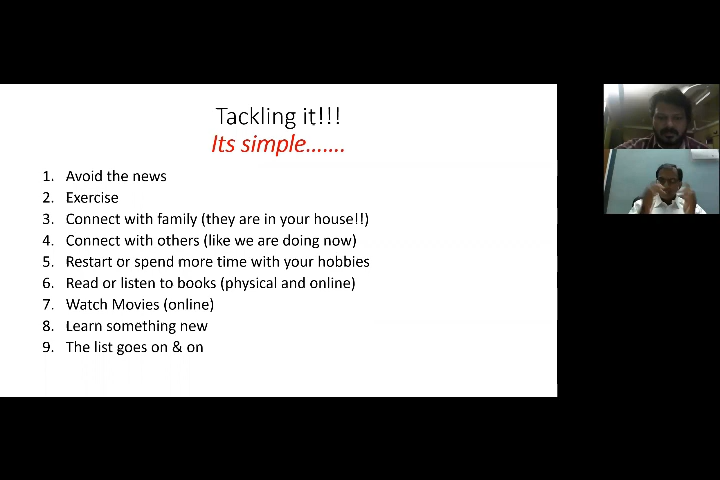 Tackling it!!!
Its simple.......
1. Avoid the news
2. Exercise
3. Connect with family (they are in your house!!)
4. Connect with others (like we are doing now)
5. Restart or spend more time with your hobbies
6. Read or listen to books (physical and online)
7. Watch Movies (online)
8. Learn something new
9. The list goes on & on